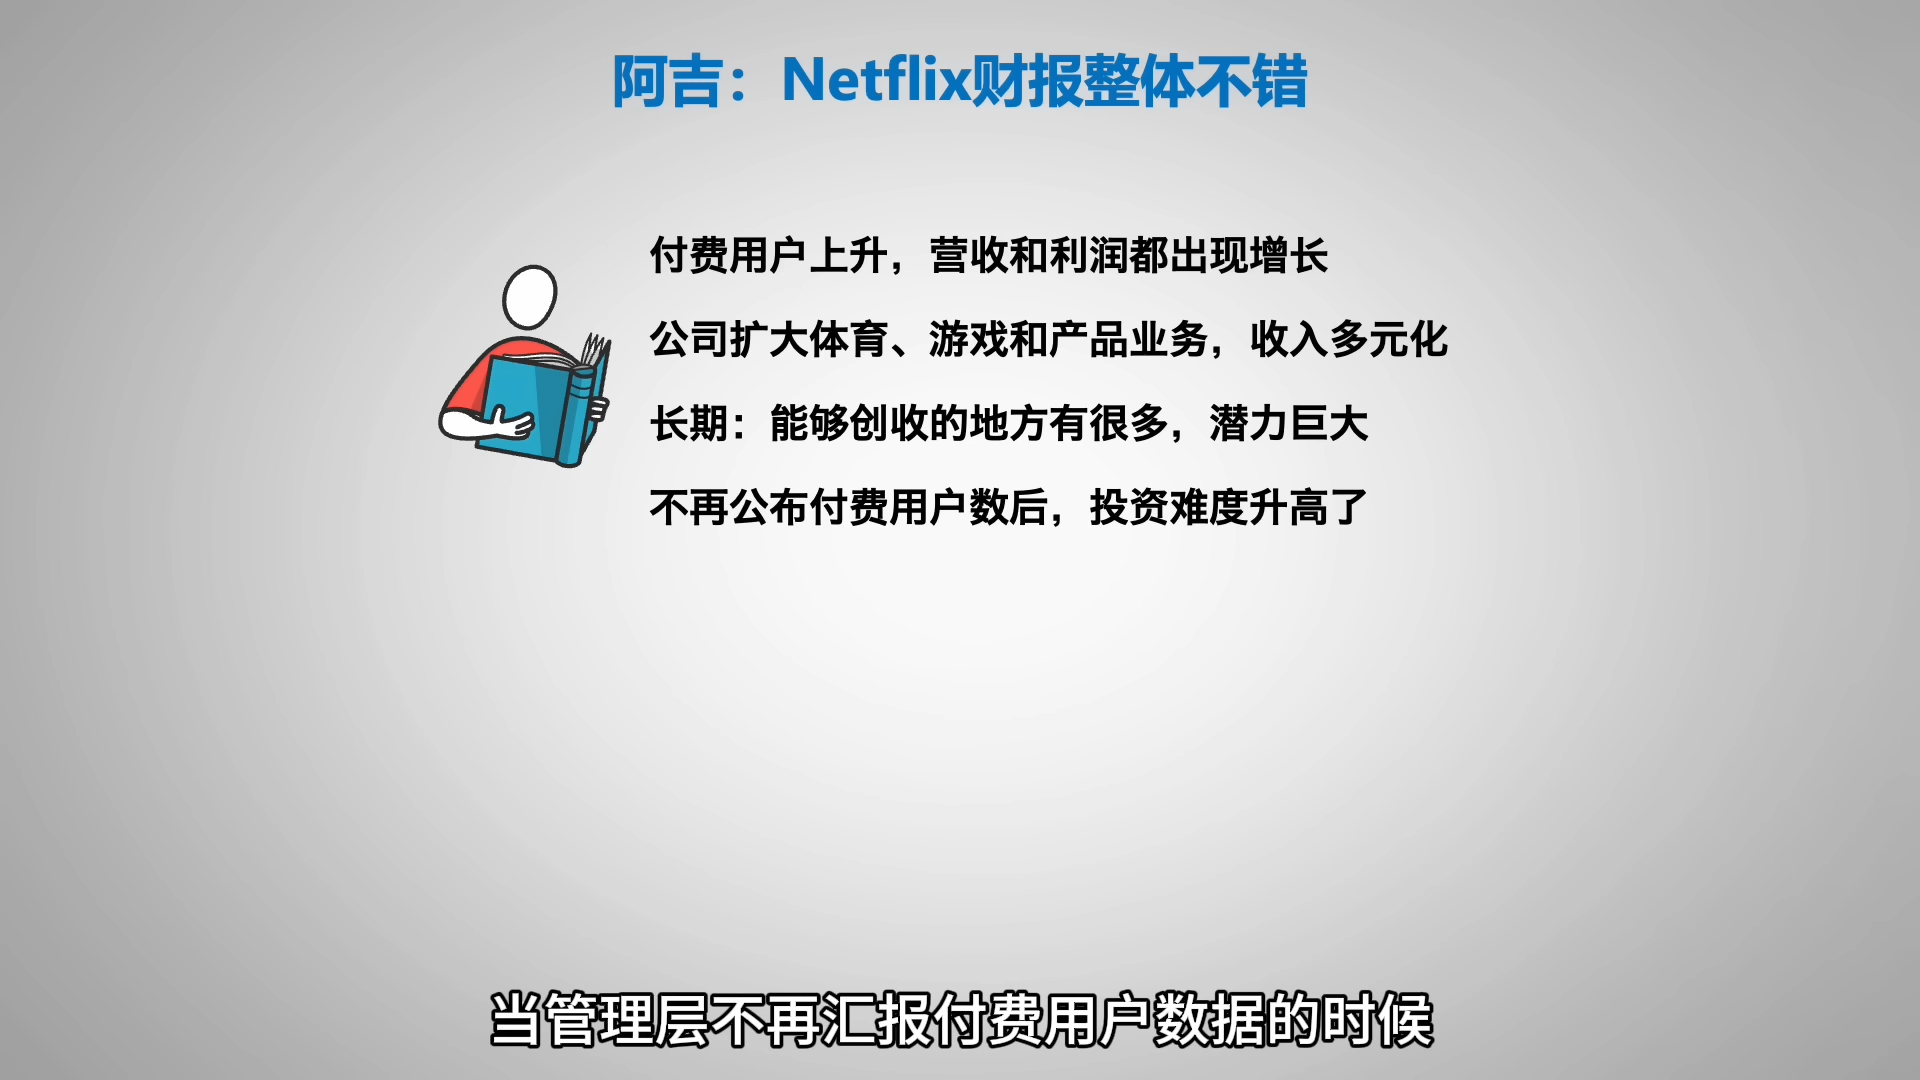 阿吉：Netflix财报整体不错
付费用户上升，营收和利润都出现增长
公司扩大体育、游戏和产品业务，收入多元化
长期：能够创收的地方有很多，潜力巨大
不再公布付费用户数后，投资难度升高了
当管理层不再汇报付费用户数据的时候